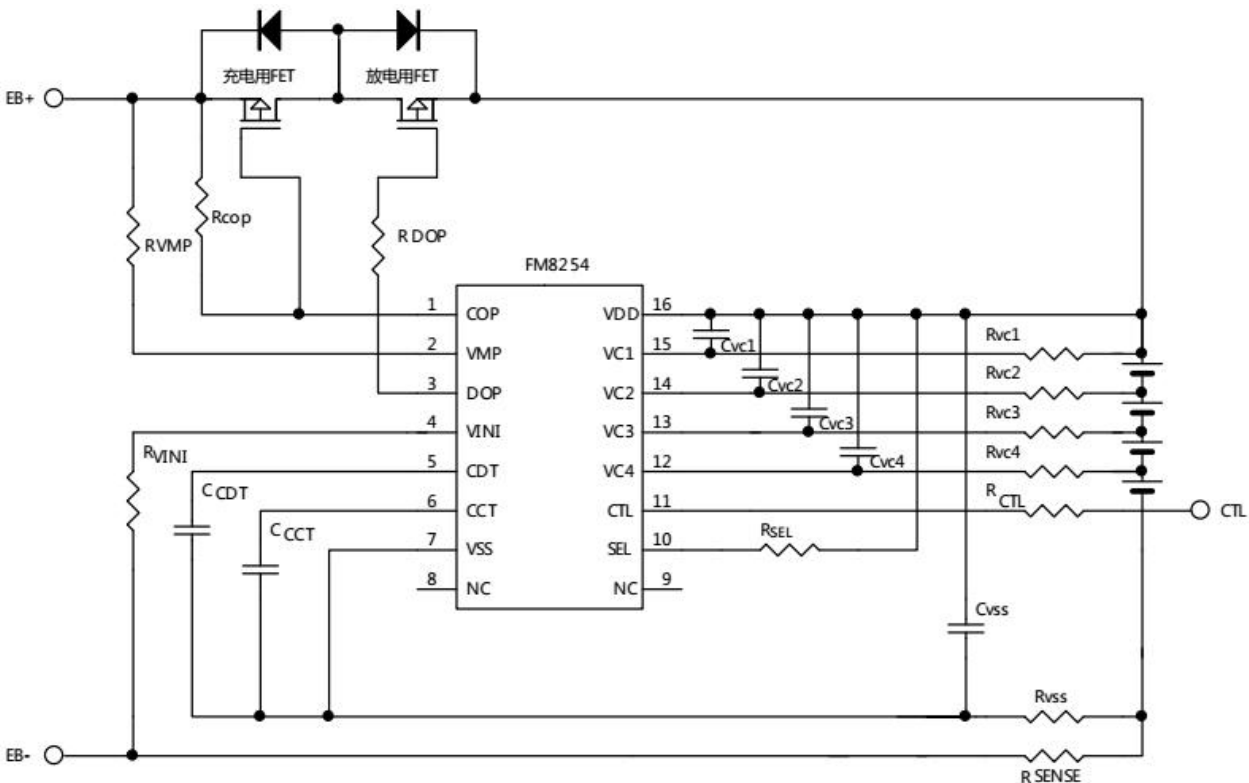 充电用FET
放电用FET
EB+
Rcop
RVMP
R DOP
FM8254
1 COP
VDD 16
2 VMP
VC1 15
3 DOP
VC2 14
4 VINI
VC3 13
5 CDT
VC4 12
6 CCT
CTL 11
7 VSS
SEL 10
8 NC
NC 9
Cvc1
Cvc2
Cvc3
Cvc4
Rvc1
Rvc2
Rvc3
Rvc4
R CTL
CTL
RVINI
C CDT
C CCT
RSEL
Cvss
Rvss
EB-
R SENSE